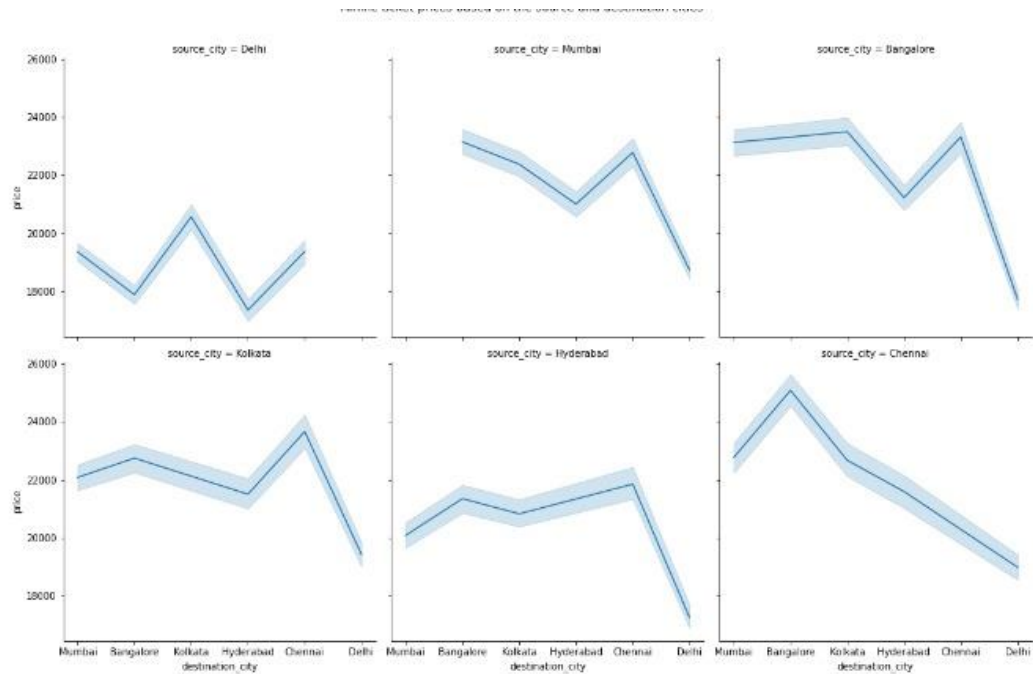 source_city = Delhi
source_city = Mumbai
source_city = Bangalore
26000
24000
22000
20000
18000
price
source_city = Kolkata
source_city = Hyderabad
source_city = Chennai
26000
24000
22000
20000
18000
price
Mumbai Bangalore Kolkata Hyderabad Chennai Delhi
destination_city
Mumbai Bangalore Kolkata Hyderabad Chennai Delhi
destination_city
Mumbai Bangalore Kolkata Hyderabad Chennai Delhi
destination_city